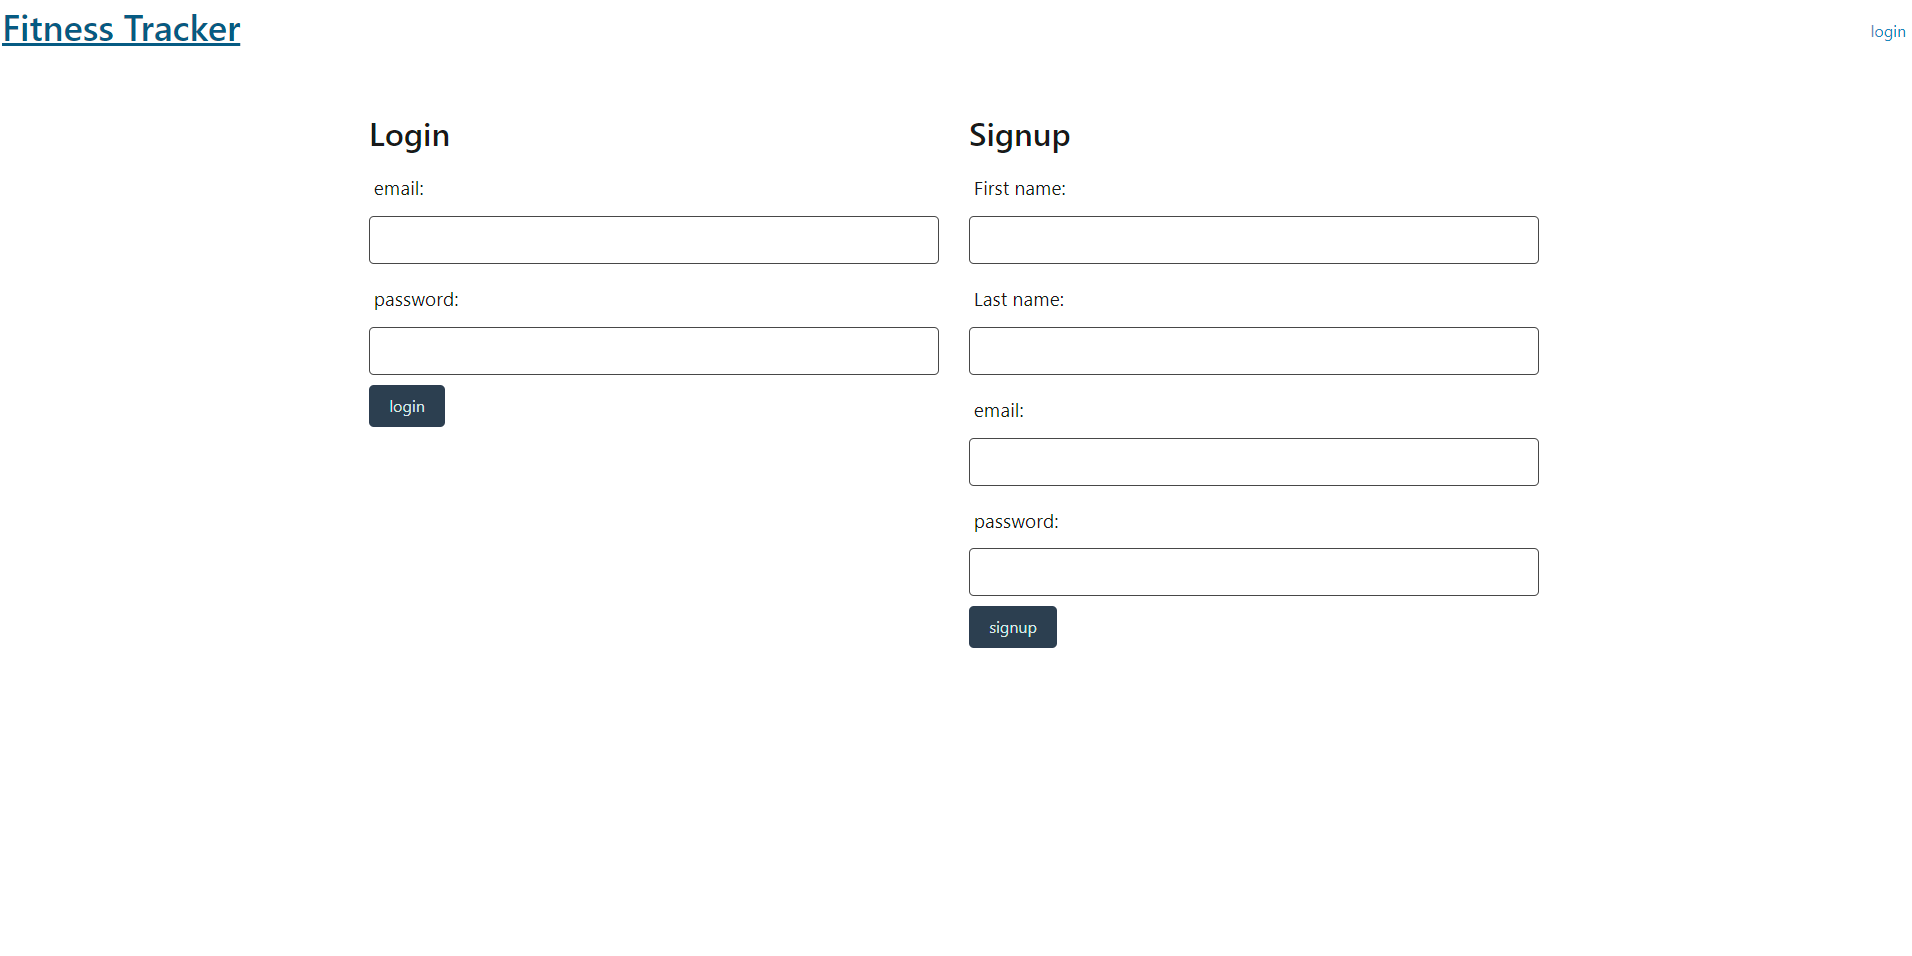 Fitness Tracker
login
Login
email:
password:
login
Signup
First name:
Last name:
email:
password:
signup